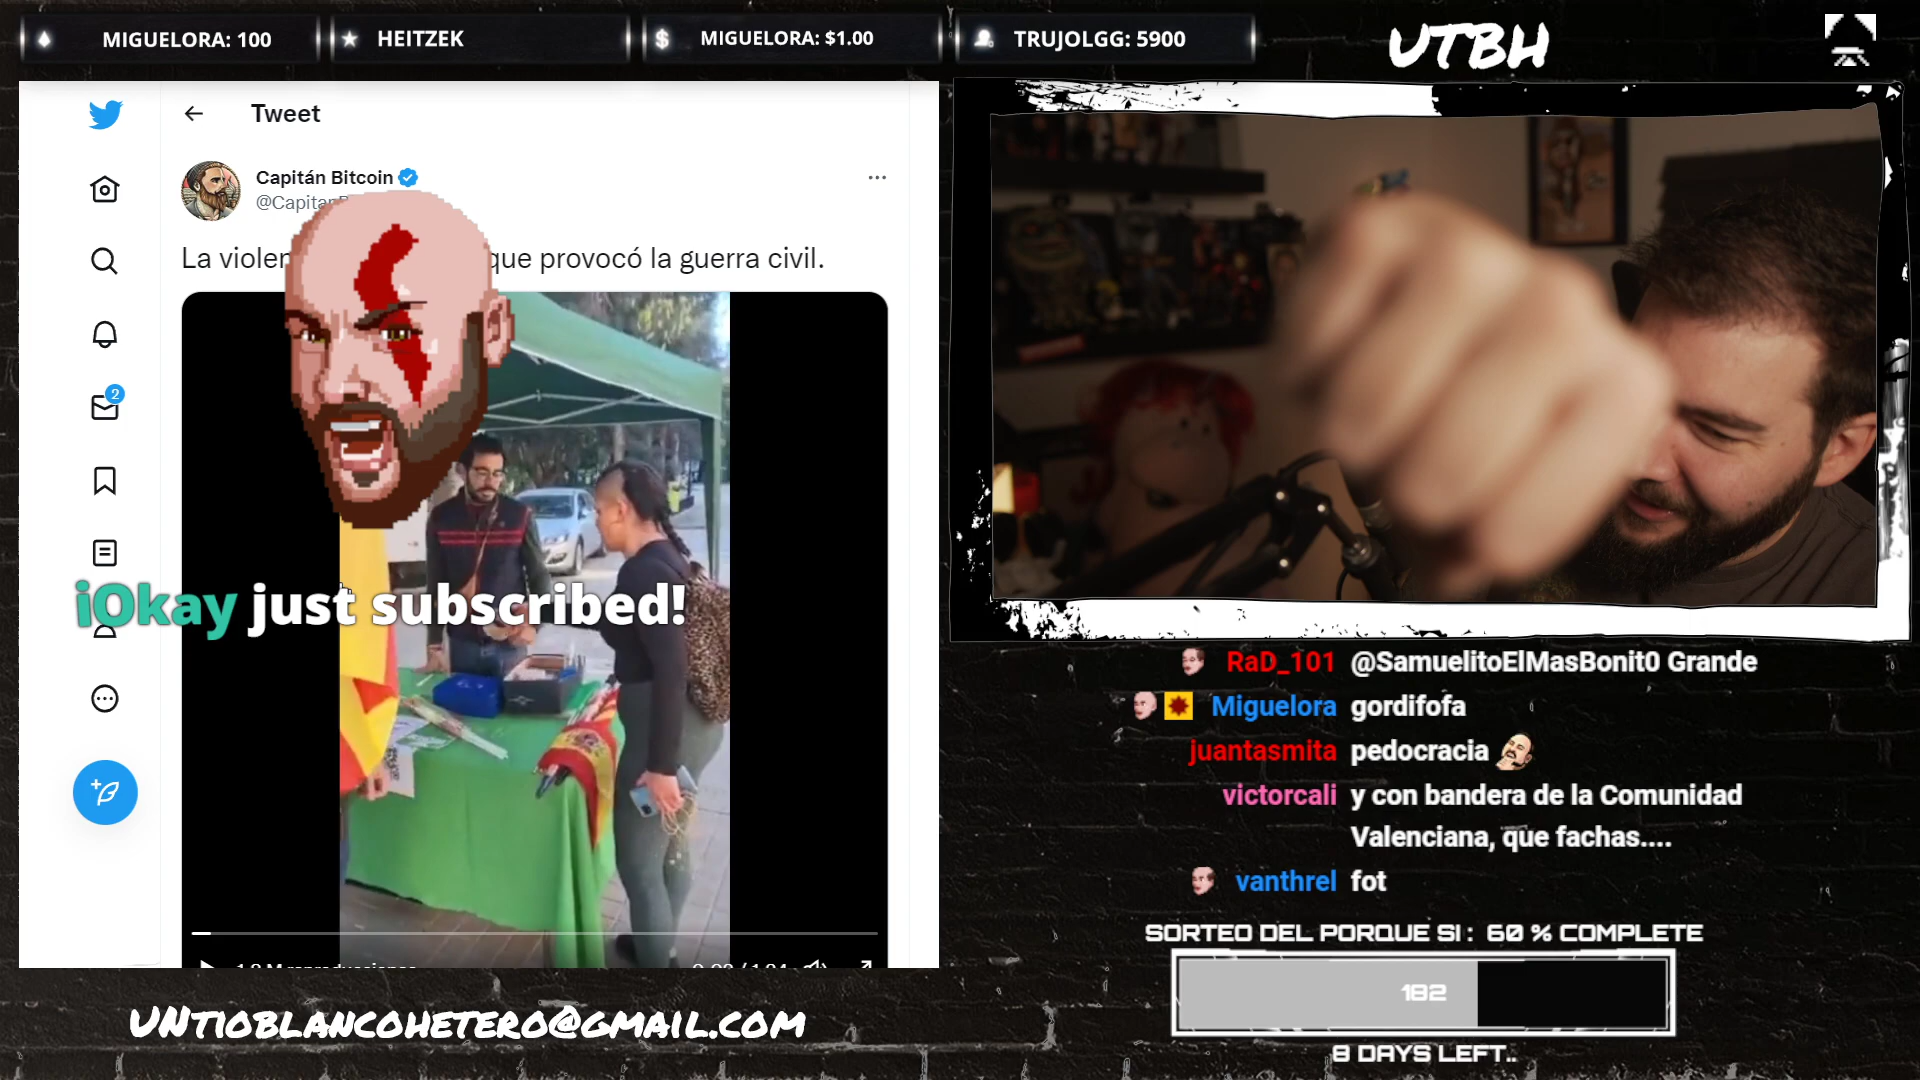 MIGUELORA: 100
HEITZEK
MIGUELORA: $1.00
TRUJOLGG: 5900
UTBH
Tweet
Capitán Bitcoin
La que provocó la guerra civil.
2
iOkay just subscribed!
RaD_101 @SamuelitoElMasBonit0 Grande
Miguelora gordifofa
juantasmita pedocracia
victorcali y con bandera de la Comunidad
Valenciana, que fachas....
vanthrel fot
SORTEO DEL PORQUE SI : 60 % COMPLETE
182
8 DAYS LEFT..
UNTIOBLANCOHETERO@GMAIL.COM